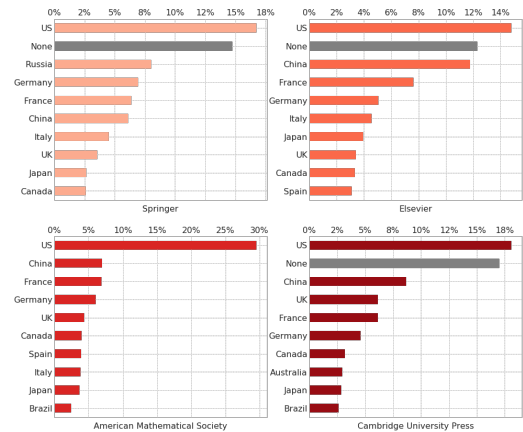 0% 2% 5% 8% 10% 12% 15% 18%
US
None
Russia
Germany
France
China
Italy
UK
Japan
Canada
Springer
0% 2% 4% 6% 8% 10% 12% 14%
US
None
China
France
Germany
Italy
Japan
UK
Canada
Spain
Elsevier
0% 5% 10% 15% 20% 25% 30%
US
China
France
Germany
UK
Canada
Spain
Italy
Japan
Brazil
American Mathematical Society
0% 2% 5% 8% 10% 12% 15% 18%
US
None
China
UK
France
Germany
Canada
Australia
Japan
Brazil
Cambridge University Press